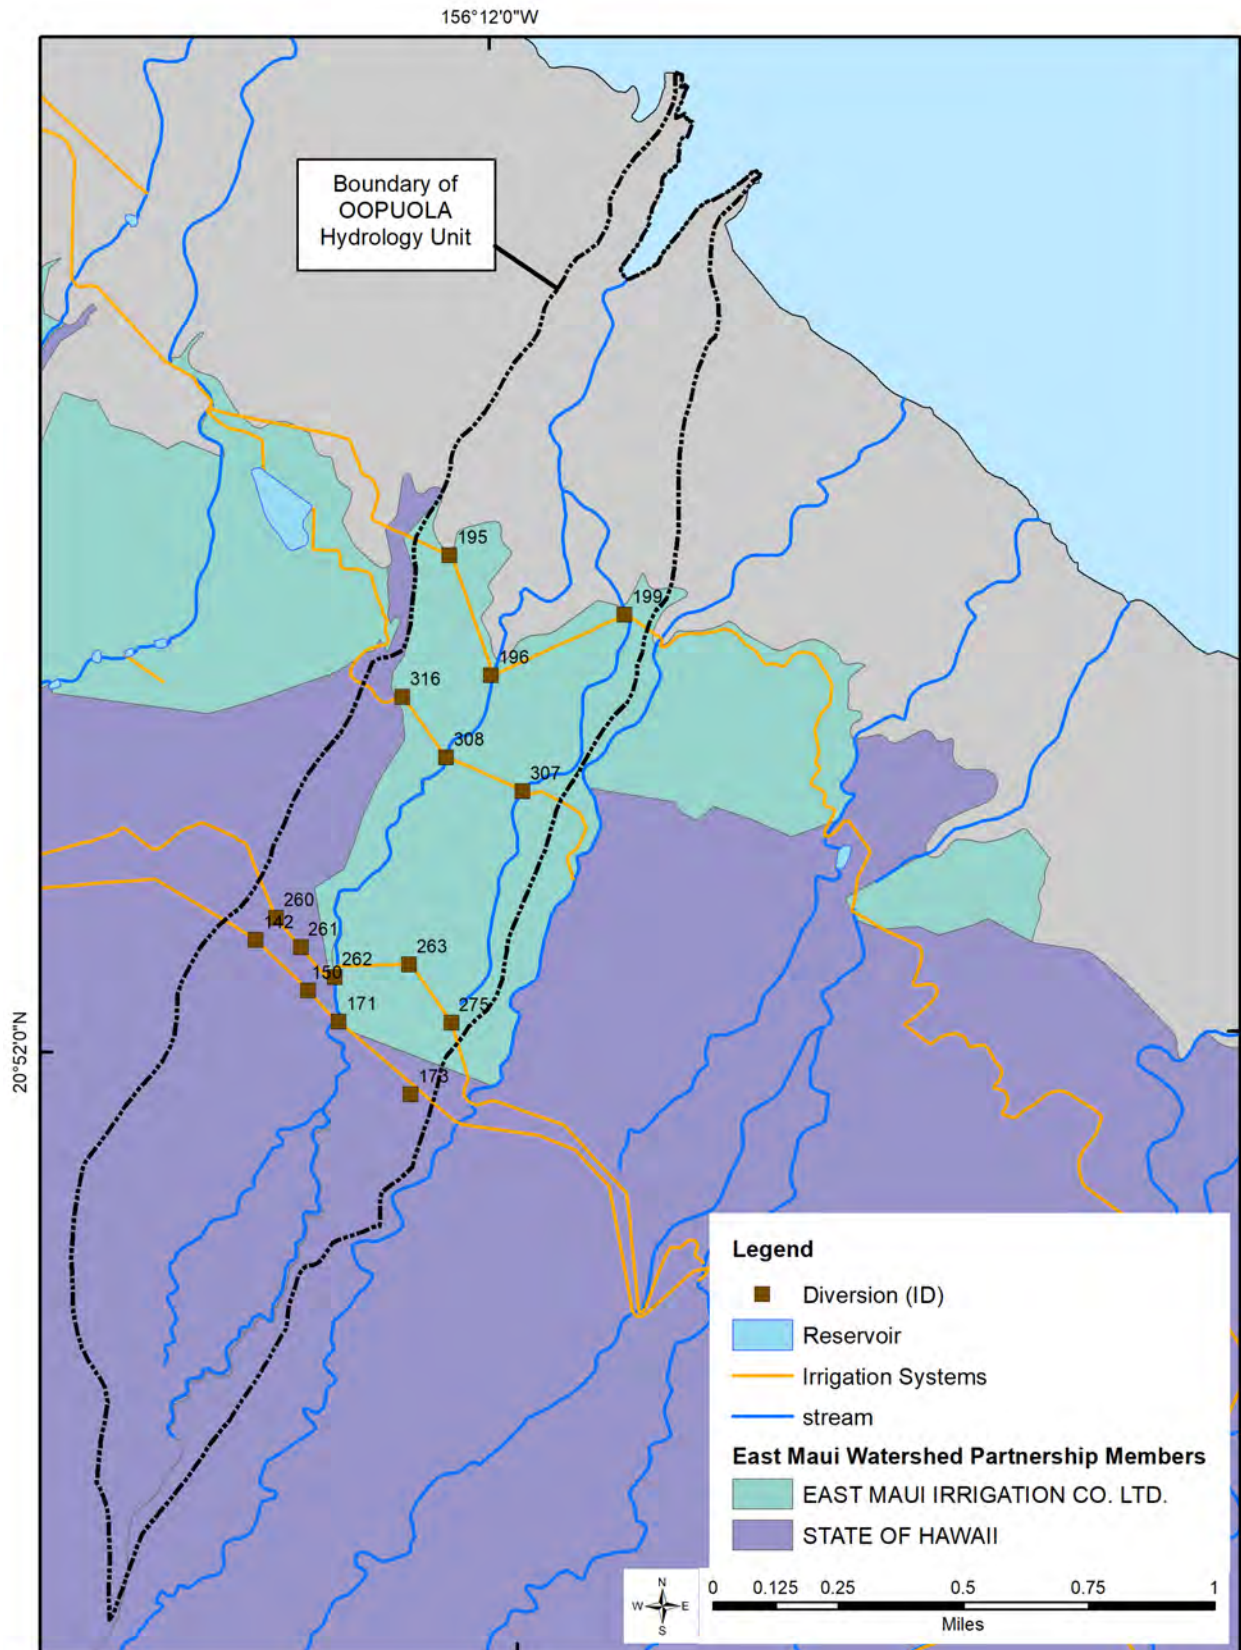 156°12'0"W
Boundary of
OOPUOLA
Hydrology Unit
195
199
196
316
308
307
260
142
261
263
262
150
171
275
20°52'0"N
173
Legend
Diversion (ID)
Reservoir
Irrigation Systems
stream
East Maui Watershed Partnership Members
EAST MAUI IRRIGATION CO. LTD.
STATE OF HAWAII
N
W E
S
0 0.125 0.25 0.5 0.75 1
Miles